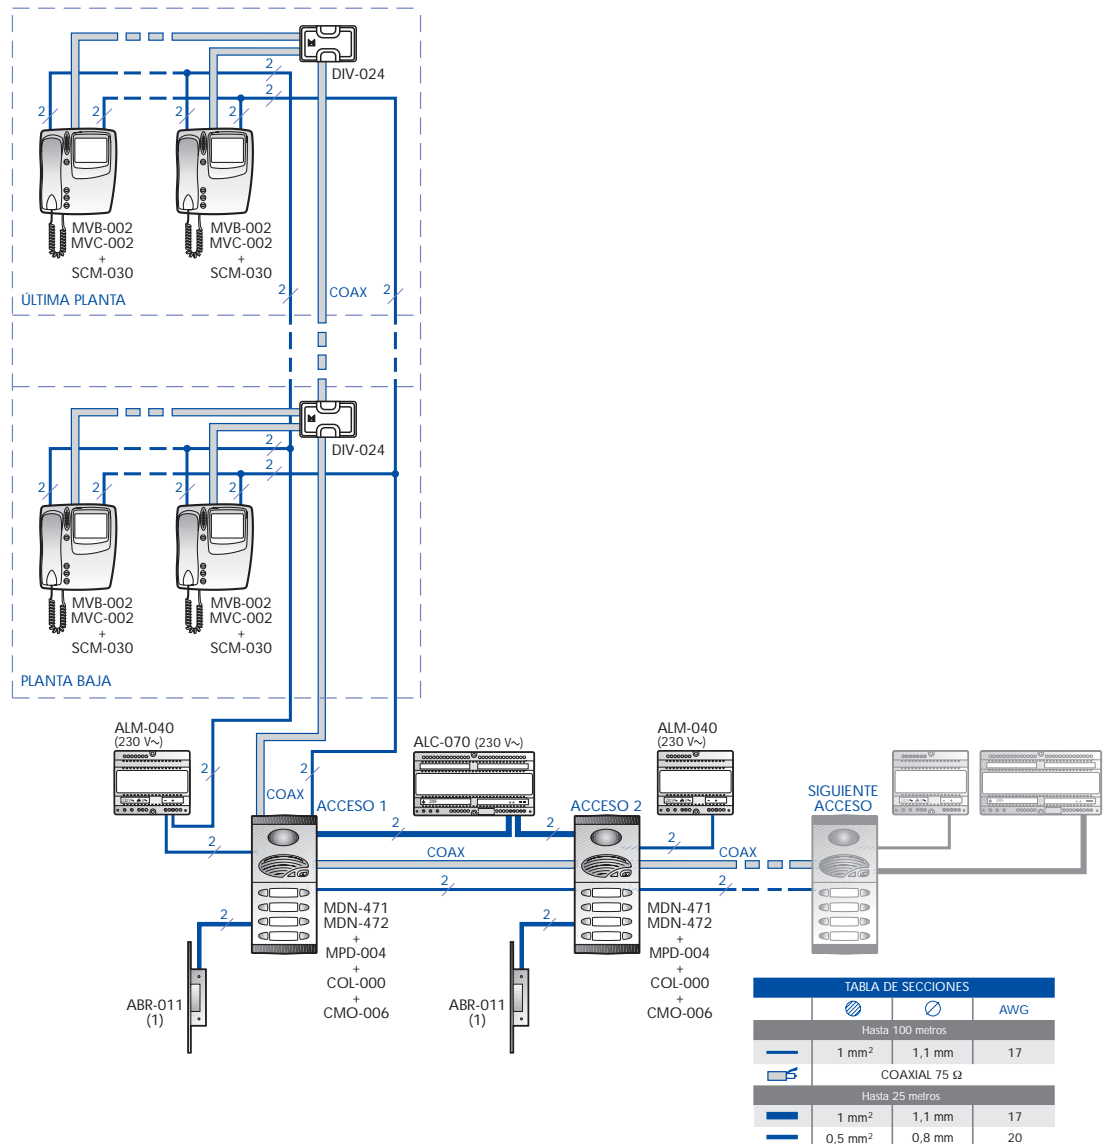 DIV-024
2
2
2 2 2 2
MVB-002 MVB-002
MVC-002 MVC-002
+ +
SCM-030 SCM-030
2 COAX 2
ÚLTIMA PLANTA
DIV-024
2
2
2 2 2 2
MVB-002 MVB-002
MVC-002 MVC-002
+ +
SCM-030 SCM-030
PLANTA BAJA
ALM-040
(230 V~)
ALC-070 (230 V~)
ALM-040
(230 V~)
2 2
COAX
ACCESO 1
ACCESO 2
SIGUIENTE
ACCESO
2 2 2 2
COAX COAX
2 2
2 2
MDN-471
MDN-472
+
MPD-004
+
COL-000
+
CMO-006
MDN-471
MDN-472
+
MPD-004
+
COL-000
+
CMO-006
ABR-011
(1)
ABR-011
(1)
TABLA DE SECCIONES
AWG
Hasta 100 metros
1 mm² 1,1 mm 17
COAXIAL 75 Ω
Hasta 25 metros
1 mm² 1,1 mm 17
0,5 mm² 0,8 mm 20